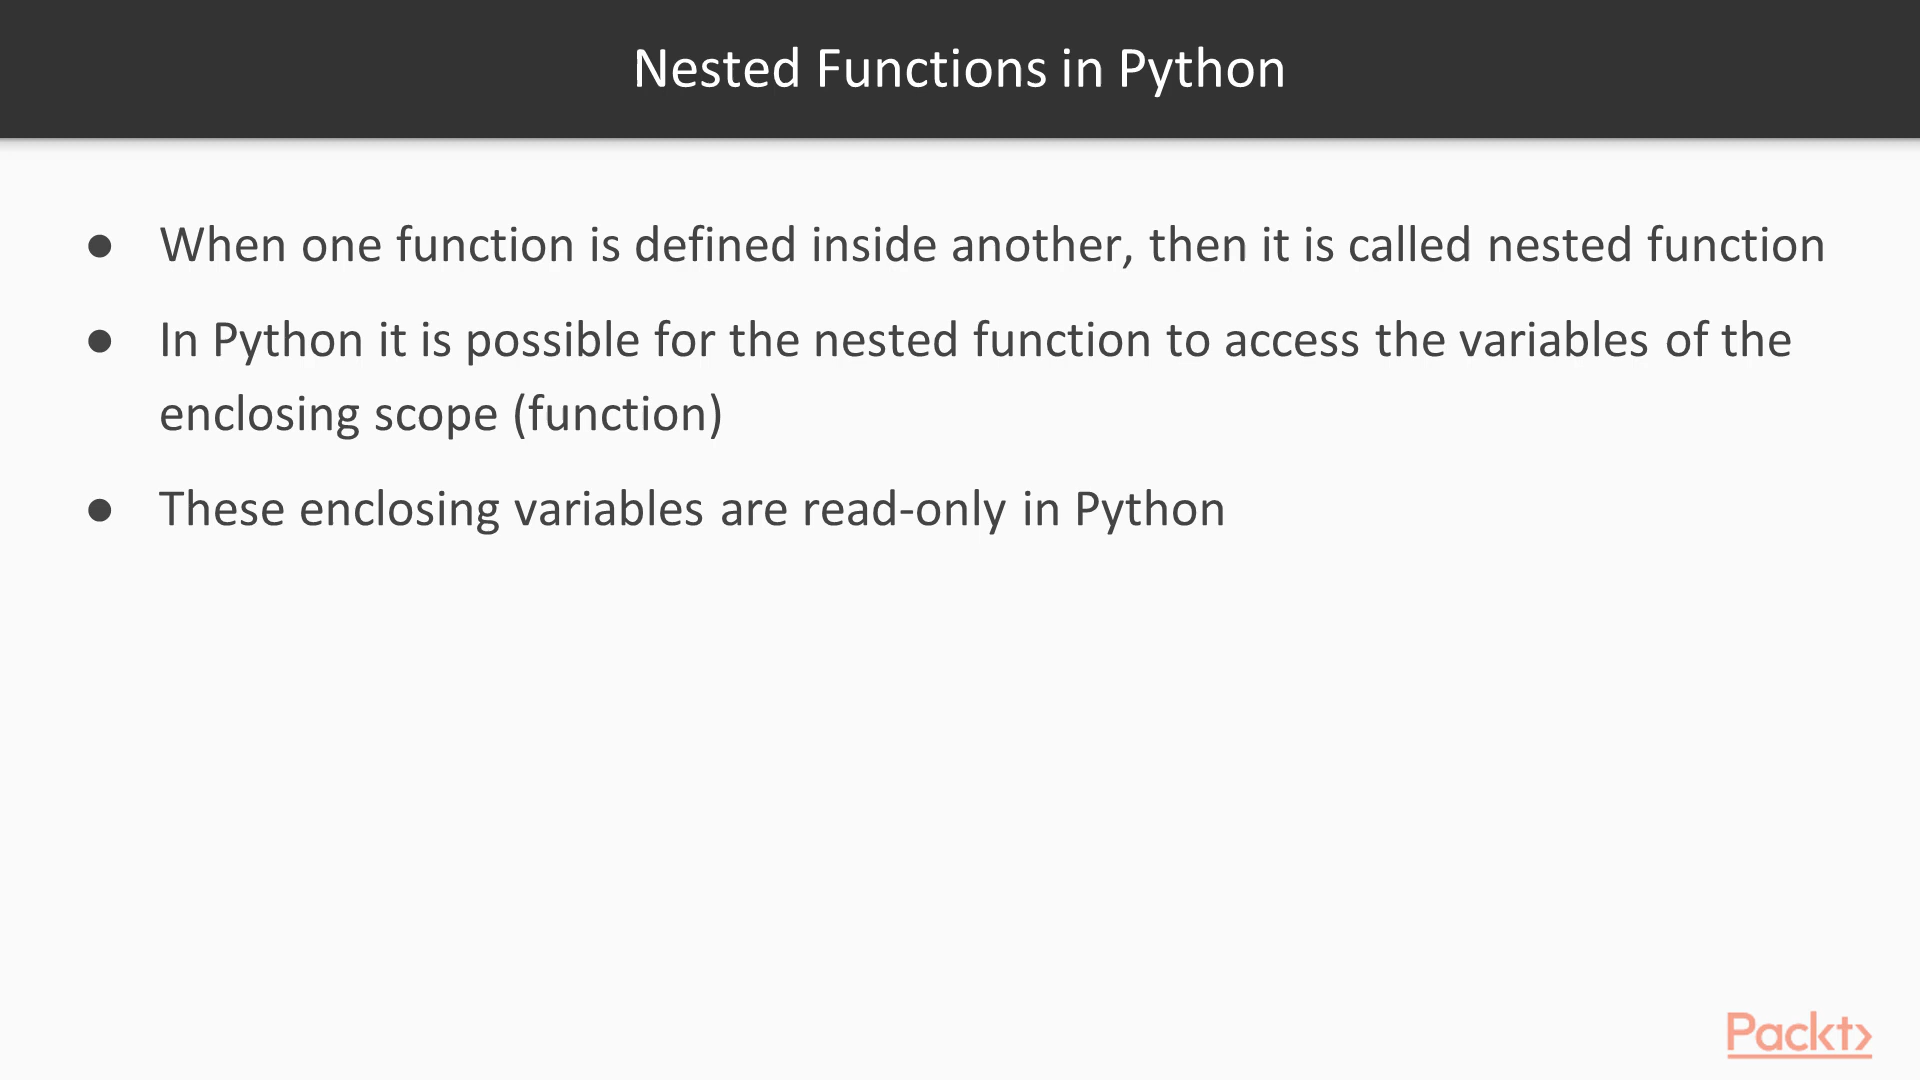 Nested Functions in Python
● When one function is defined inside another, then it is called nested function
● In Python it is possible for the nested function to access the variables of the
enclosing scope (function)
● These enclosing variables are read-only in Python
Packt>